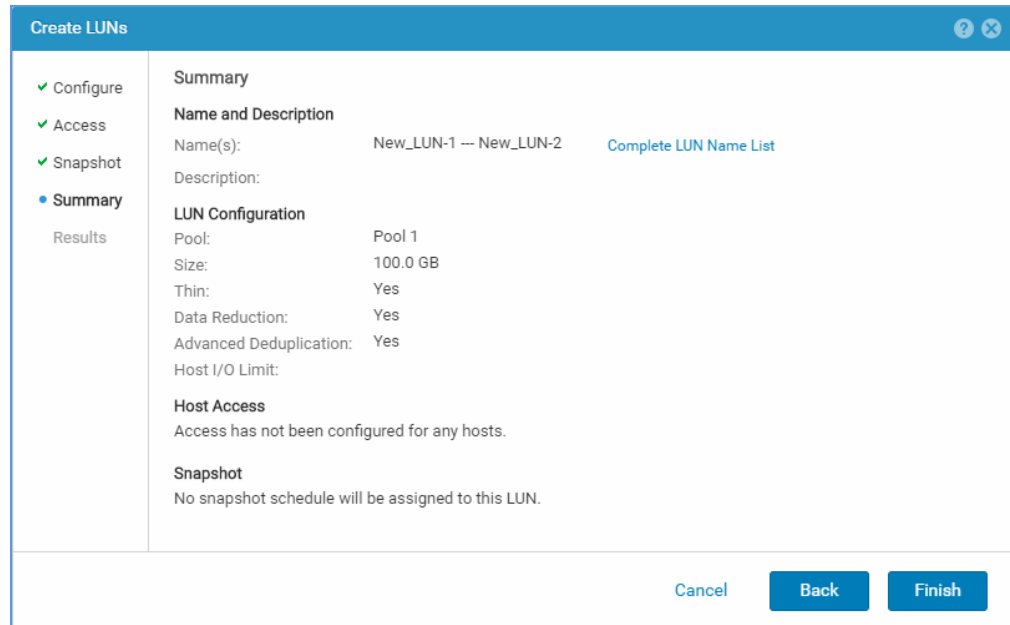 Create LUNs
Configure
Access
Snapshot
Summary
Results
Summary
Name and Description
Name(s): New_LUN-1 --- New_LUN-2 Complete LUN Name List
Description:
LUN Configuration
Pool: Pool 1
Size: 100.0 GB
Thin: Yes
Data Reduction: Yes
Advanced Deduplication: Yes
Host I/O Limit:
Host Access
Access has not been configured for any hosts.
Snapshot
No snapshot schedule will be assigned to this LUN.
Cancel Back Finish